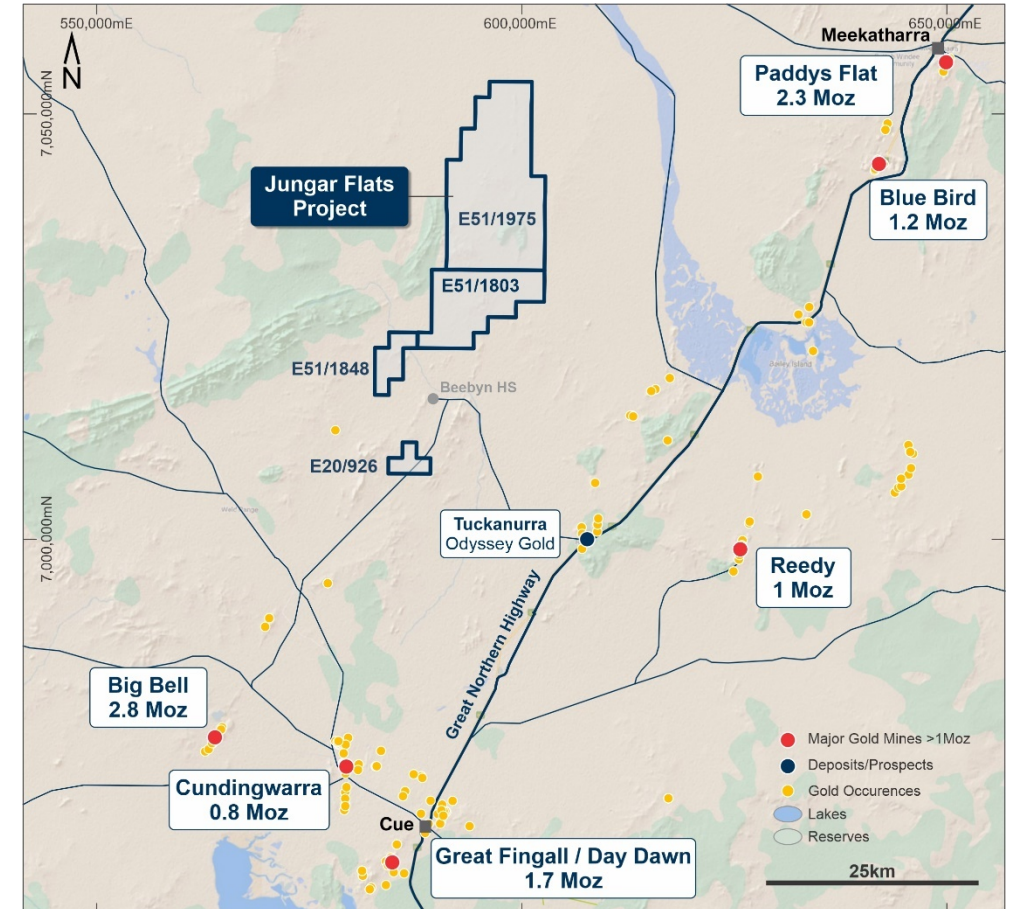 550,000mE
600,000mE
650,000mE
N
7,050,000mN
7,000,000mN
Meekatharra
Paddys Flat
2.3 Moz
Blue Bird
1.2 Moz
Jungar Flats
Project
E51/1975
E51/1803
E51/1848
Beebyn HS
E20/926
Tuckanurra
Odyssey Gold
Reedy
1 Moz
Great Northern Highway
Big Bell
2.8 Moz
Cundingwarra
0.8 Moz
Cue
Great Fingall / Day Dawn
1.7 Moz
Major Gold Mines >1Moz
Deposits/Prospects
Gold Occurences
Lakes
Reserves
25km